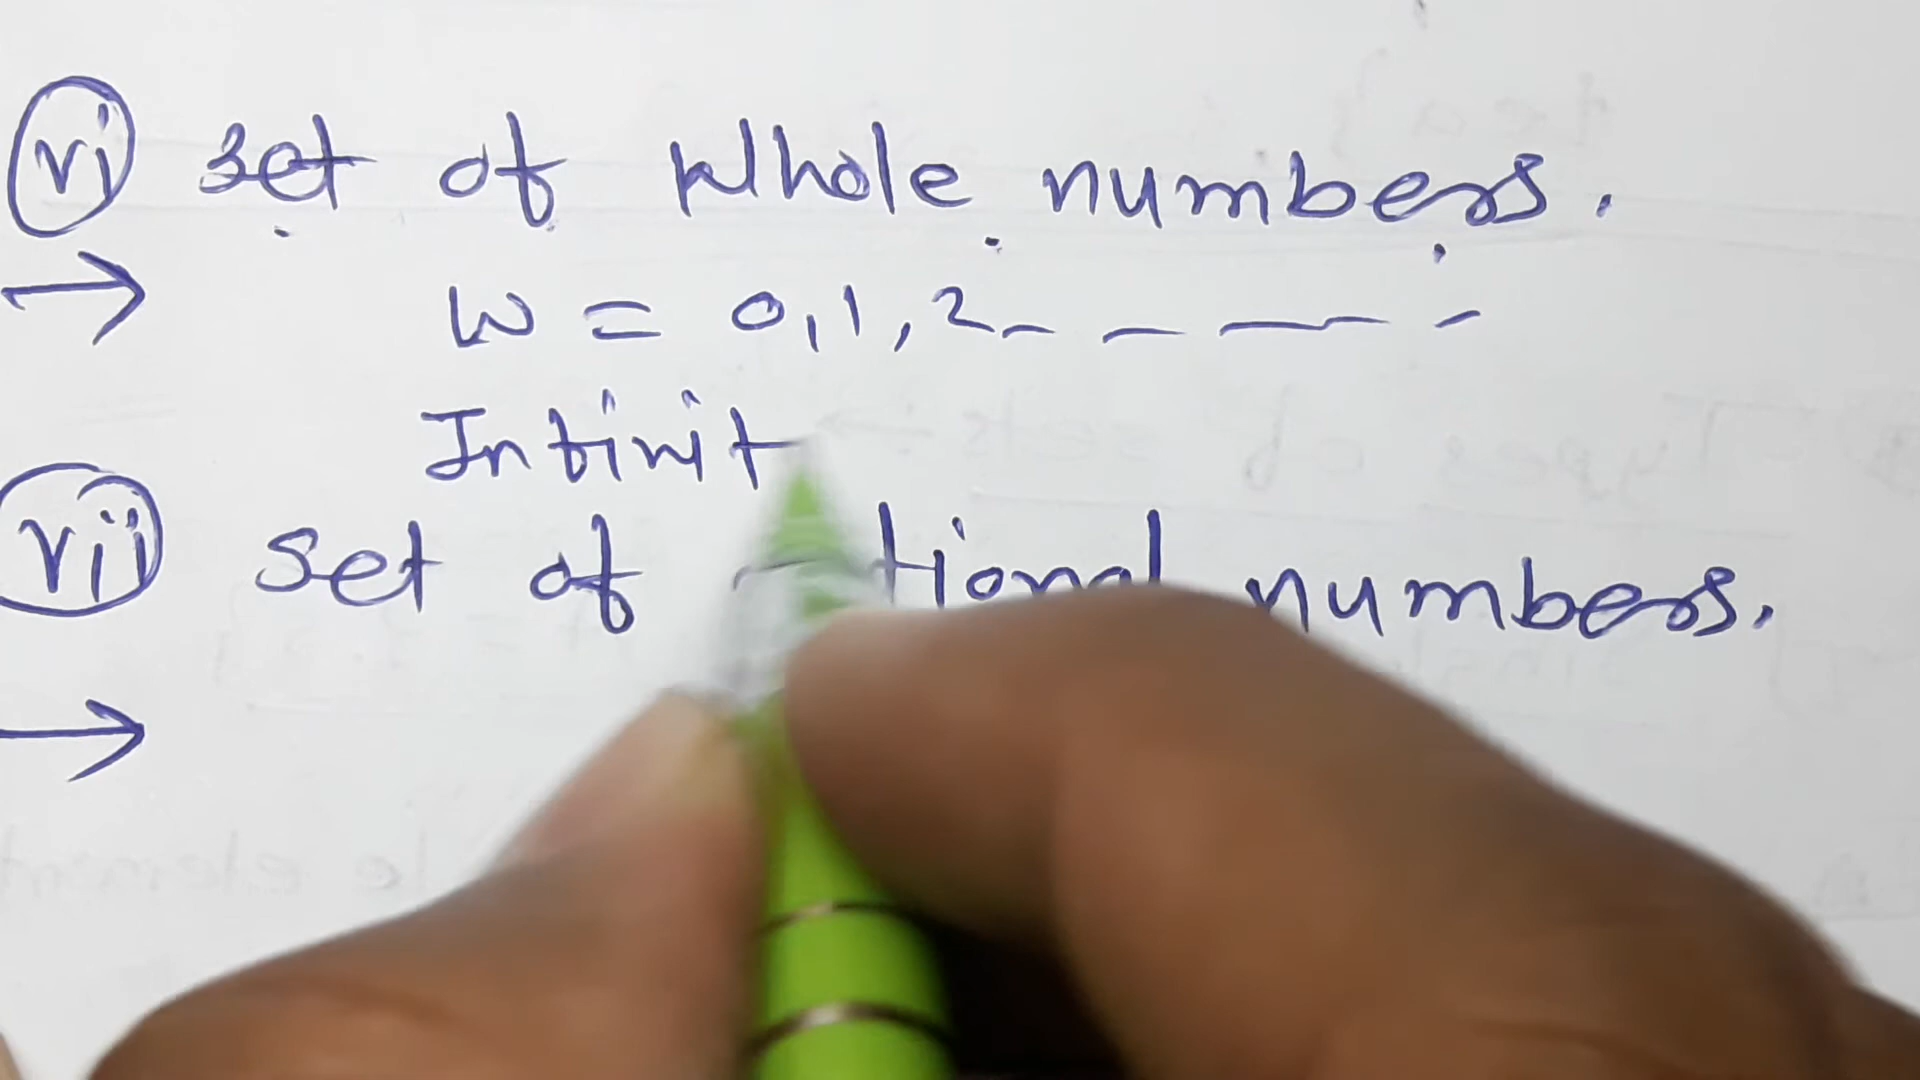 vi set of Whole numbers.
→ W = 0,1,2- - — -
Infinit
vii set of numbers.
→